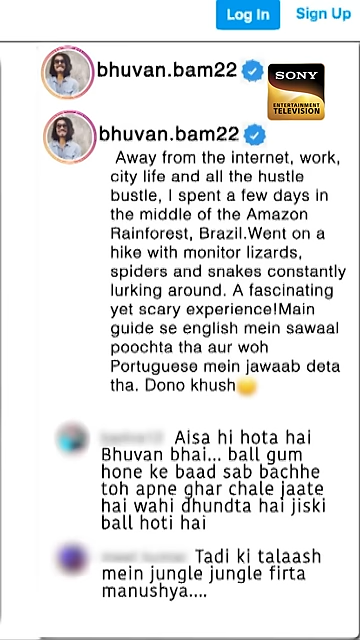 Log In
Sign Up
bhuvan.bam22
SONY
ENTERTAINMENT
TELEVISION
bhuvan.bam22
Away from the internet, work,
city life and all the hustle
bustle, I spent a few days in
the middle of the Amazon
Rainforest, Brazil.Went on a
hike with monitor lizards,
spiders and snakes constantly
lurking around. A fascinating
yet scary experience!Main
guide se english mein sawaal
poochta tha aur woh
Portuguese mein jawaab deta
tha. Dono khush
Aisa hi hota hai
Bhuvan bhai... ball gum
hone ke baad sab bachhe
toh apne ghar chale jaate
hai wahi dhundta hai jiski
ball hoti hai
Tadi ki talaash
mein jungle jungle firta
manushya....